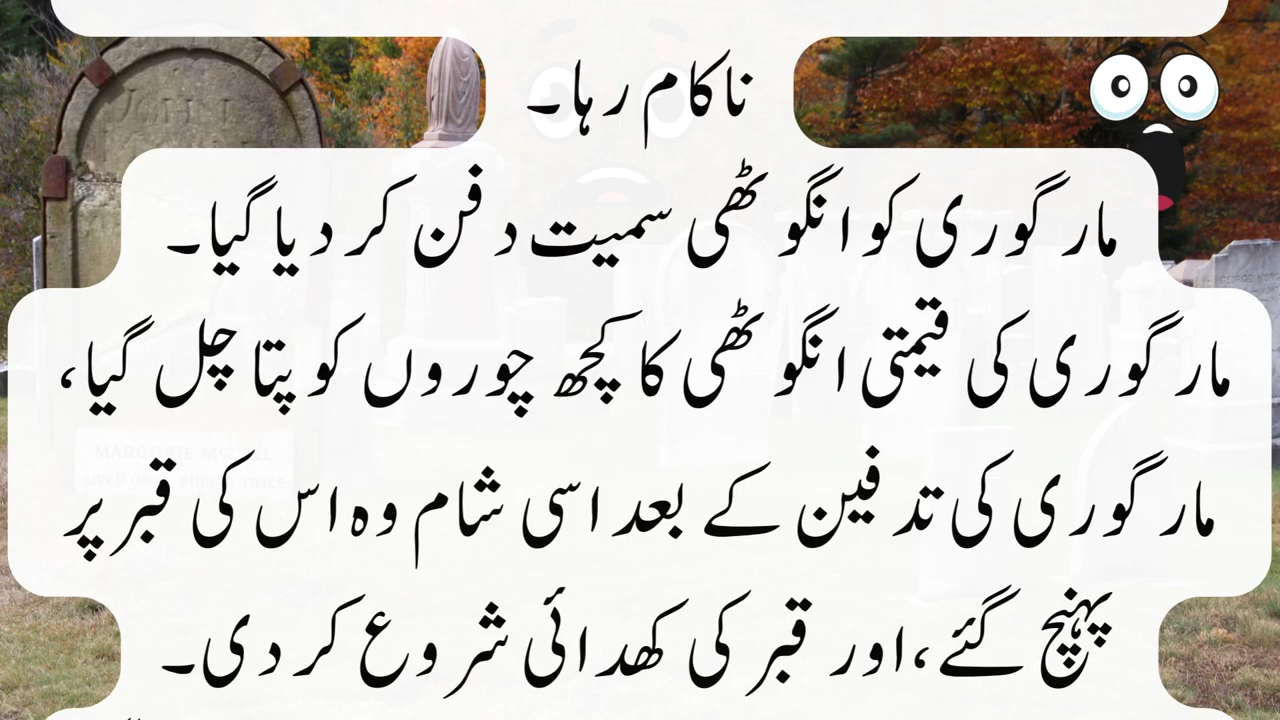 JOHN
ناکام رہا۔
مارگوری کو انگوٹھی سمیت دفن کر دیا گیا۔
مارگوری کی قیمتی انگوٹھی کا کچھ چوروں کو پتا چل گیا،
مارگوری کی تدفین کے بعد اسی شام وہ اس کی قبر پر
پہنچ گئے، اور قبر کی کھدائی شروع کر دی۔
MARGORIE